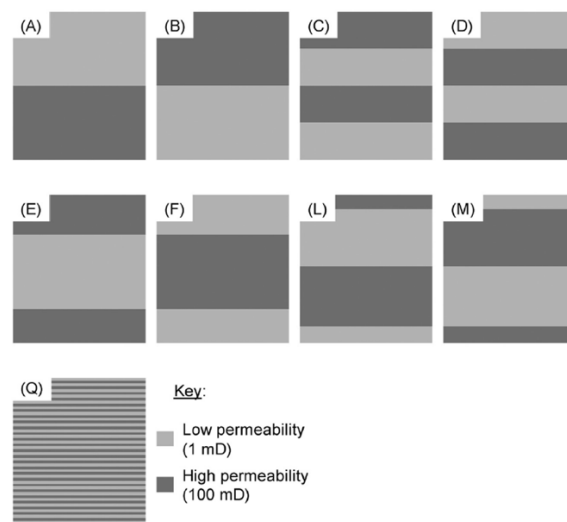 (A) (B) (C) (D)
(E) (F) (L) (M)
(Q)
Key:
Low permeability
(1 mD)
High permeability
(100 mD)